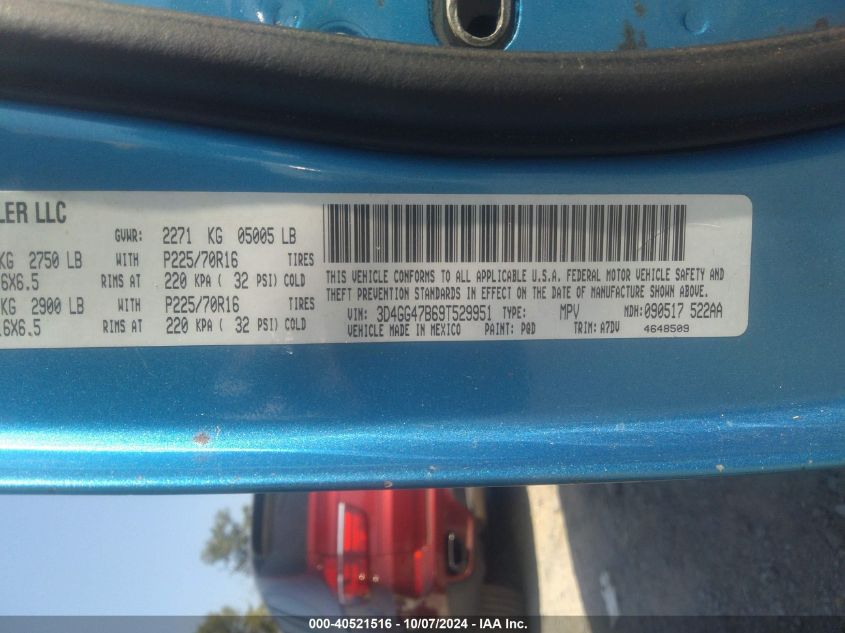 LER LLC
GVWR: 2271 KG 05005 LB
KG 2750 LB WITH P225/70R16 TIRES
6X6.5 RIMS AT 220 KPA ( 32 PSI) COLD
KG 2900 LB WITH P225/70R16 TIRES
6X6.5 RIMS AT 220 KPA ( 32 PSI) COLD
THIS VEHICLE CONFORMS TO ALL APPLICABLE U.S.A. FEDERAL MOTOR VEHICLE SAFETY AND
THEFT PREVENTION STANDARDS IN EFFECT ON THE DATE OF MANUFACTURE SHOWN ABOVE.
VIN: 3D4GG47B69T529951 TYPE: MPV MDH: 090517 522AA
VEHICLE MADE IN MEXICO PAINT: PQD TRIM: A7DV 4648509
000-40521516 - 10/07/2024 - IAA Inc.